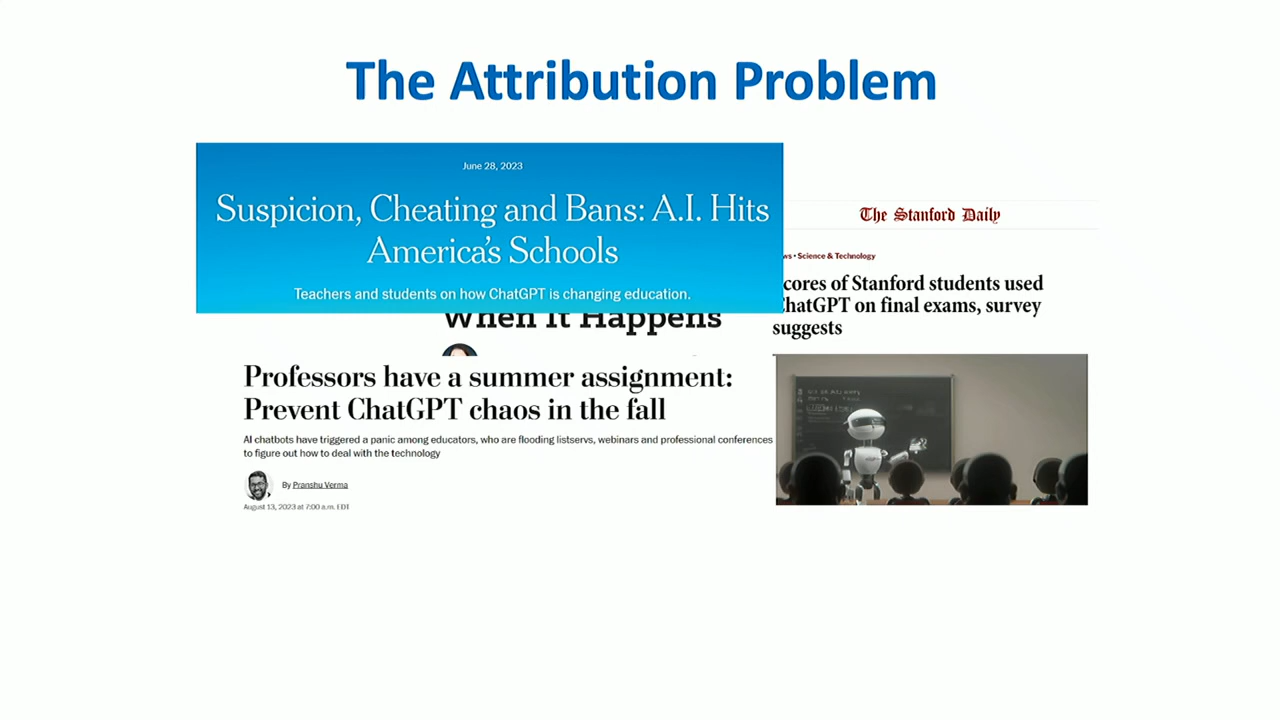 The Attribution Problem
June 28, 2023
Suspicion, Cheating and Bans: A.I. Hits
America's Schools
Teachers and students on how ChatGPT is changing education.
When It Happens
The Stanford Daily
ws • Science & Technology
cores of Stanford students used
ChatGPT on final exams, survey
suggests
Professors have a summer assignment:
Prevent ChatGPT chaos in the fall
AI chatbots have triggered a panic among educators, who are flooding listservs, webinars and professional conferences
to figure out how to deal with the technology
By Pranshu Verma
August 13, 2023 at 7:00 a.m. EDT